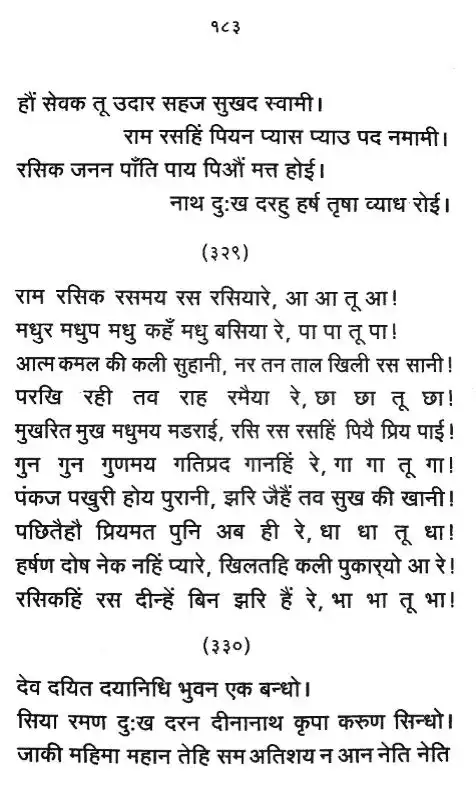 १८३
हौं सेवक तू उदार सहज सुखद स्वामी।
राम रसहिं पियन प्यास प्याउ पद नमामी।
रसिक जनन पाँति पाय पिऔं मत्त होई।
नाथ दुःख दरहु हर्ष तृषा व्याध रोई।
(३२९)
राम रसिक रसमय रस रसियारे, आ आ तू आ!
मधुर मधुप मधु कहँ मधु बसिया रे, पा पा तू पा!
आत्म कमल की कली सुहानी, नर तन ताल खिली रस सानी!
परखि रही तव राह रमैया रे, छा छा तू छा!
मुखरित मुख मधुमय मडराई, रसि रस रसहिं पियै प्रिय पाई!
गुन गुन गुणमय गतिप्रद गानहिं रे, गा गा तू गा!
पंकज पखुरी होय पुरानी, झरि जैहैं तव सुख की खानी!
पछितैहौ प्रियमत पुनि अब ही रे, धा धा तू धा!
हर्षण दोष नेक नहिं प्यारे, खिलतहि कली पुकार्‌यो आ रे!
रसिकहिं रस दीन्हें बिन झरि हैं रे, भा भा तू भा!
(३३०)
देव दयित दयानिधि भुवन एक बन्धो।
सिया रमण दुःख दरन दीनानाथ कृपा करुण सिन्धो।
जाकी महिमा महान तेहि सम अतिशय न आन नेति नेति